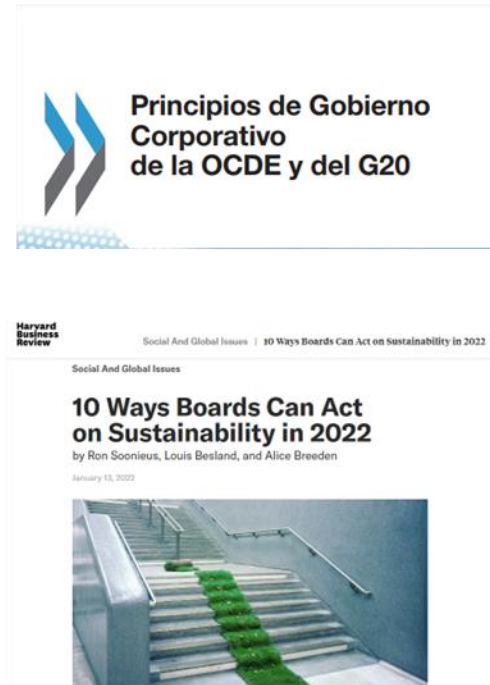 Principios de Gobierno
Corporativo
de la OCDE y del G20
Harvard
Business
Review
Social And Global Issues | 10 Ways Boards Can Act on Sustainability in 2022
Social And Global Issues
10 Ways Boards Can Act
on Sustainability in 2022
by Ron Soonieus, Louis Besland, and Alice Breeden
January 13, 2022